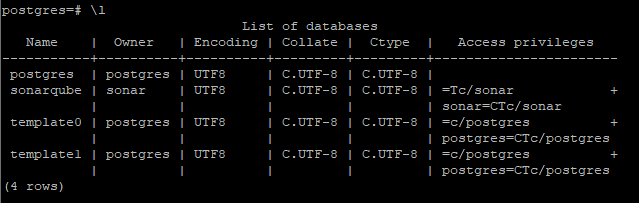 postgres=# \l
                              List of databases
   Name    |  Owner   | Encoding | Collate | Ctype   |   Access privileges
-----------+----------+----------+---------+---------+-----------------------
 postgres  | postgres | UTF8     | C.UTF-8 | C.UTF-8 |
 sonarqube | sonar    | UTF8     | C.UTF-8 | C.UTF-8 | =Tc/sonar            +
           |          |          |         |         | sonar=CTc/sonar
 template0 | postgres | UTF8     | C.UTF-8 | C.UTF-8 | =c/postgres          +
           |          |          |         |         | postgres=CTc/postgres
 template1 | postgres | UTF8     | C.UTF-8 | C.UTF-8 | =c/postgres          +
           |          |          |         |         | postgres=CTc/postgres
(4 rows)